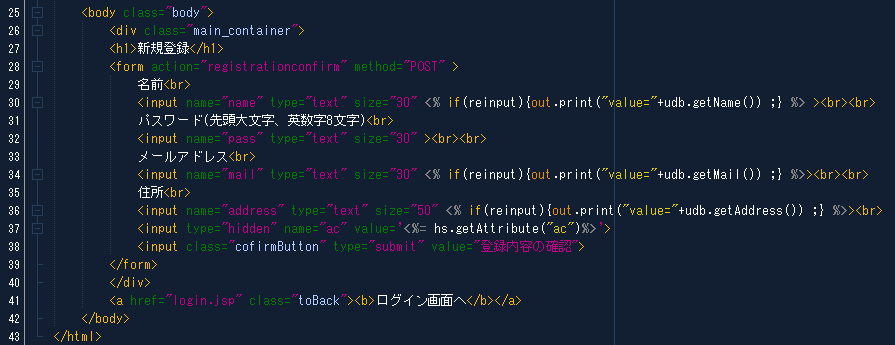 25 <body class="body">
26 <div class="main_container">
27 <h1>新規登録</h1>
28 <form action="registrationconfirm" method="POST" >
29 名前<br>
30 <input name="name" type="text" size="30" <% if(reinput){out.print("value="+udb.getName()) ;} %> ><br><br>
31 パスワード(先頭大文字、英数字8文字)<br>
32 <input name="pass" type="text" size="30" ><br><br>
33 メールアドレス<br>
34 <input name="mail" type="text" size="30" <% if(reinput){out.print("value="+udb.getMail()) ;} %>><br><br>
35 住所<br>
36 <input name="address" type="text" size="50" <% if(reinput){out.print("value="+udb.getAddress()) ;} %>><br>
37 <input type="hidden" name="ac" value='<%= hs.getAttribute("ac")%>'>
38 <input class="cofirmButton" type="submit" value="登録内容の確認">
39 </form>
40 </div>
41 <a href="login.jsp" class="toBack"><b>ログイン画面へ</b></a>
42 </body>
43 </html>